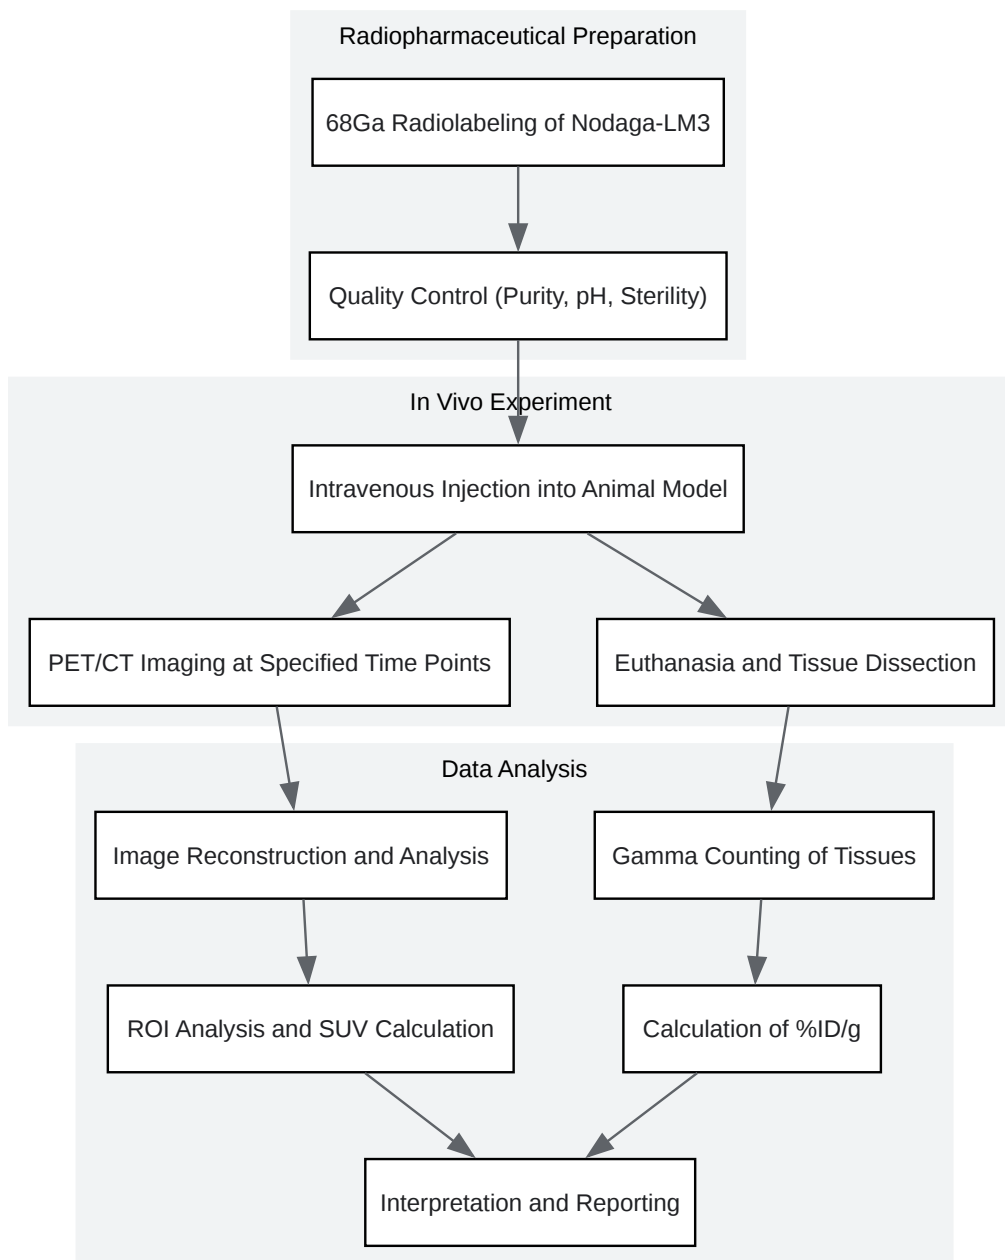 Radiopharmaceutical Preparation
68Ga Radiolabeling of Nodaga-LM3
Quality Control (Purity, pH, Sterility)
In Vivo Experiment
Intravenous Injection into Animal Model
PET/CT Imaging at Specified Time Points
Euthanasia and Tissue Dissection
Data Analysis
Image Reconstruction and Analysis
Gamma Counting of Tissues
ROI Analysis and SUV Calculation
Calculation of %ID/g
Interpretation and Reporting